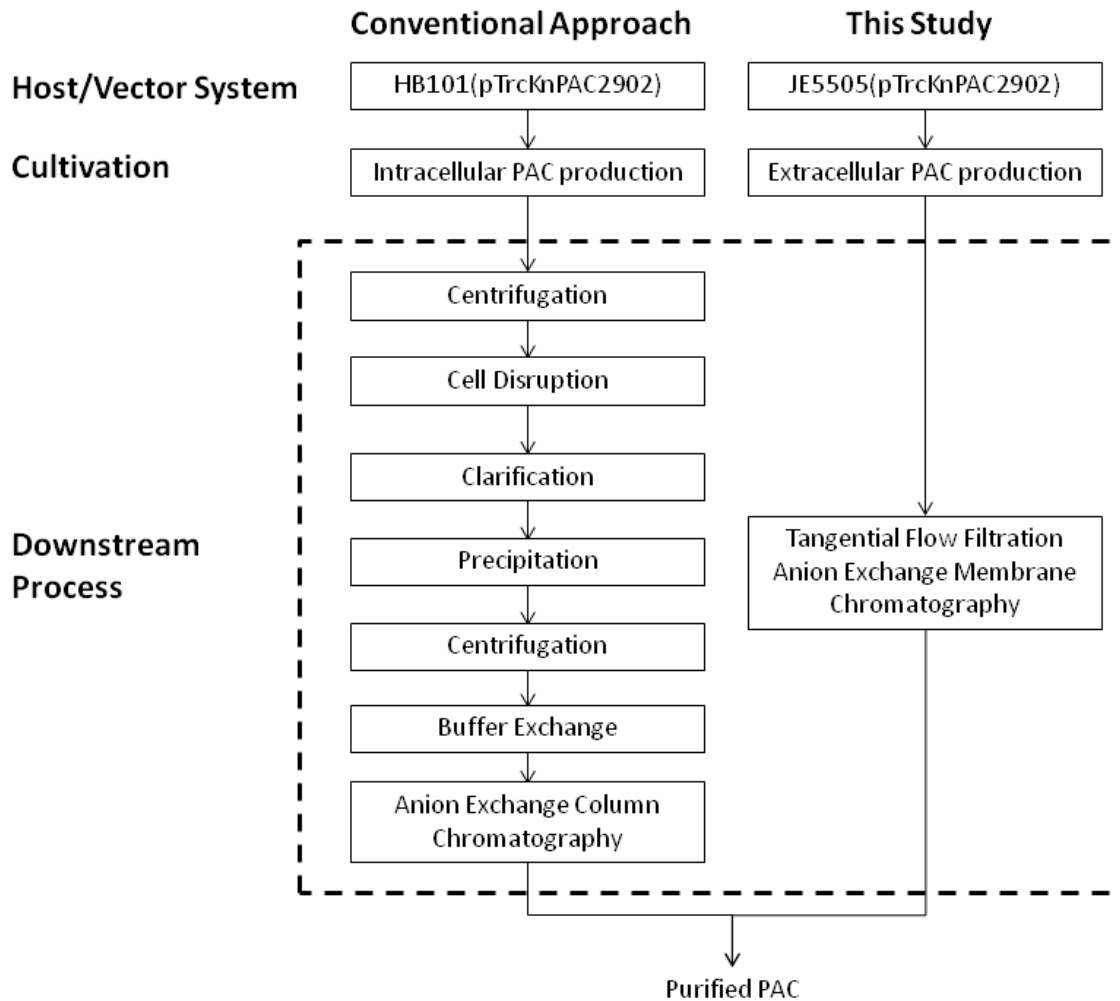 Conventional Approach
This Study
Host/Vector System
HB101(pTrcKnPAC2902)
JE5505(pTrcKnPAC2902)
Cultivation
Intracellular PAC production
Extracellular PAC production
Downstream
Process
Centrifugation
Cell Disruption
Clarification
Precipitation
Centrifugation
Buffer Exchange
Anion Exchange Column
Chromatography
Tangential Flow Filtration
Anion Exchange Membrane
Chromatography
Purified PAC